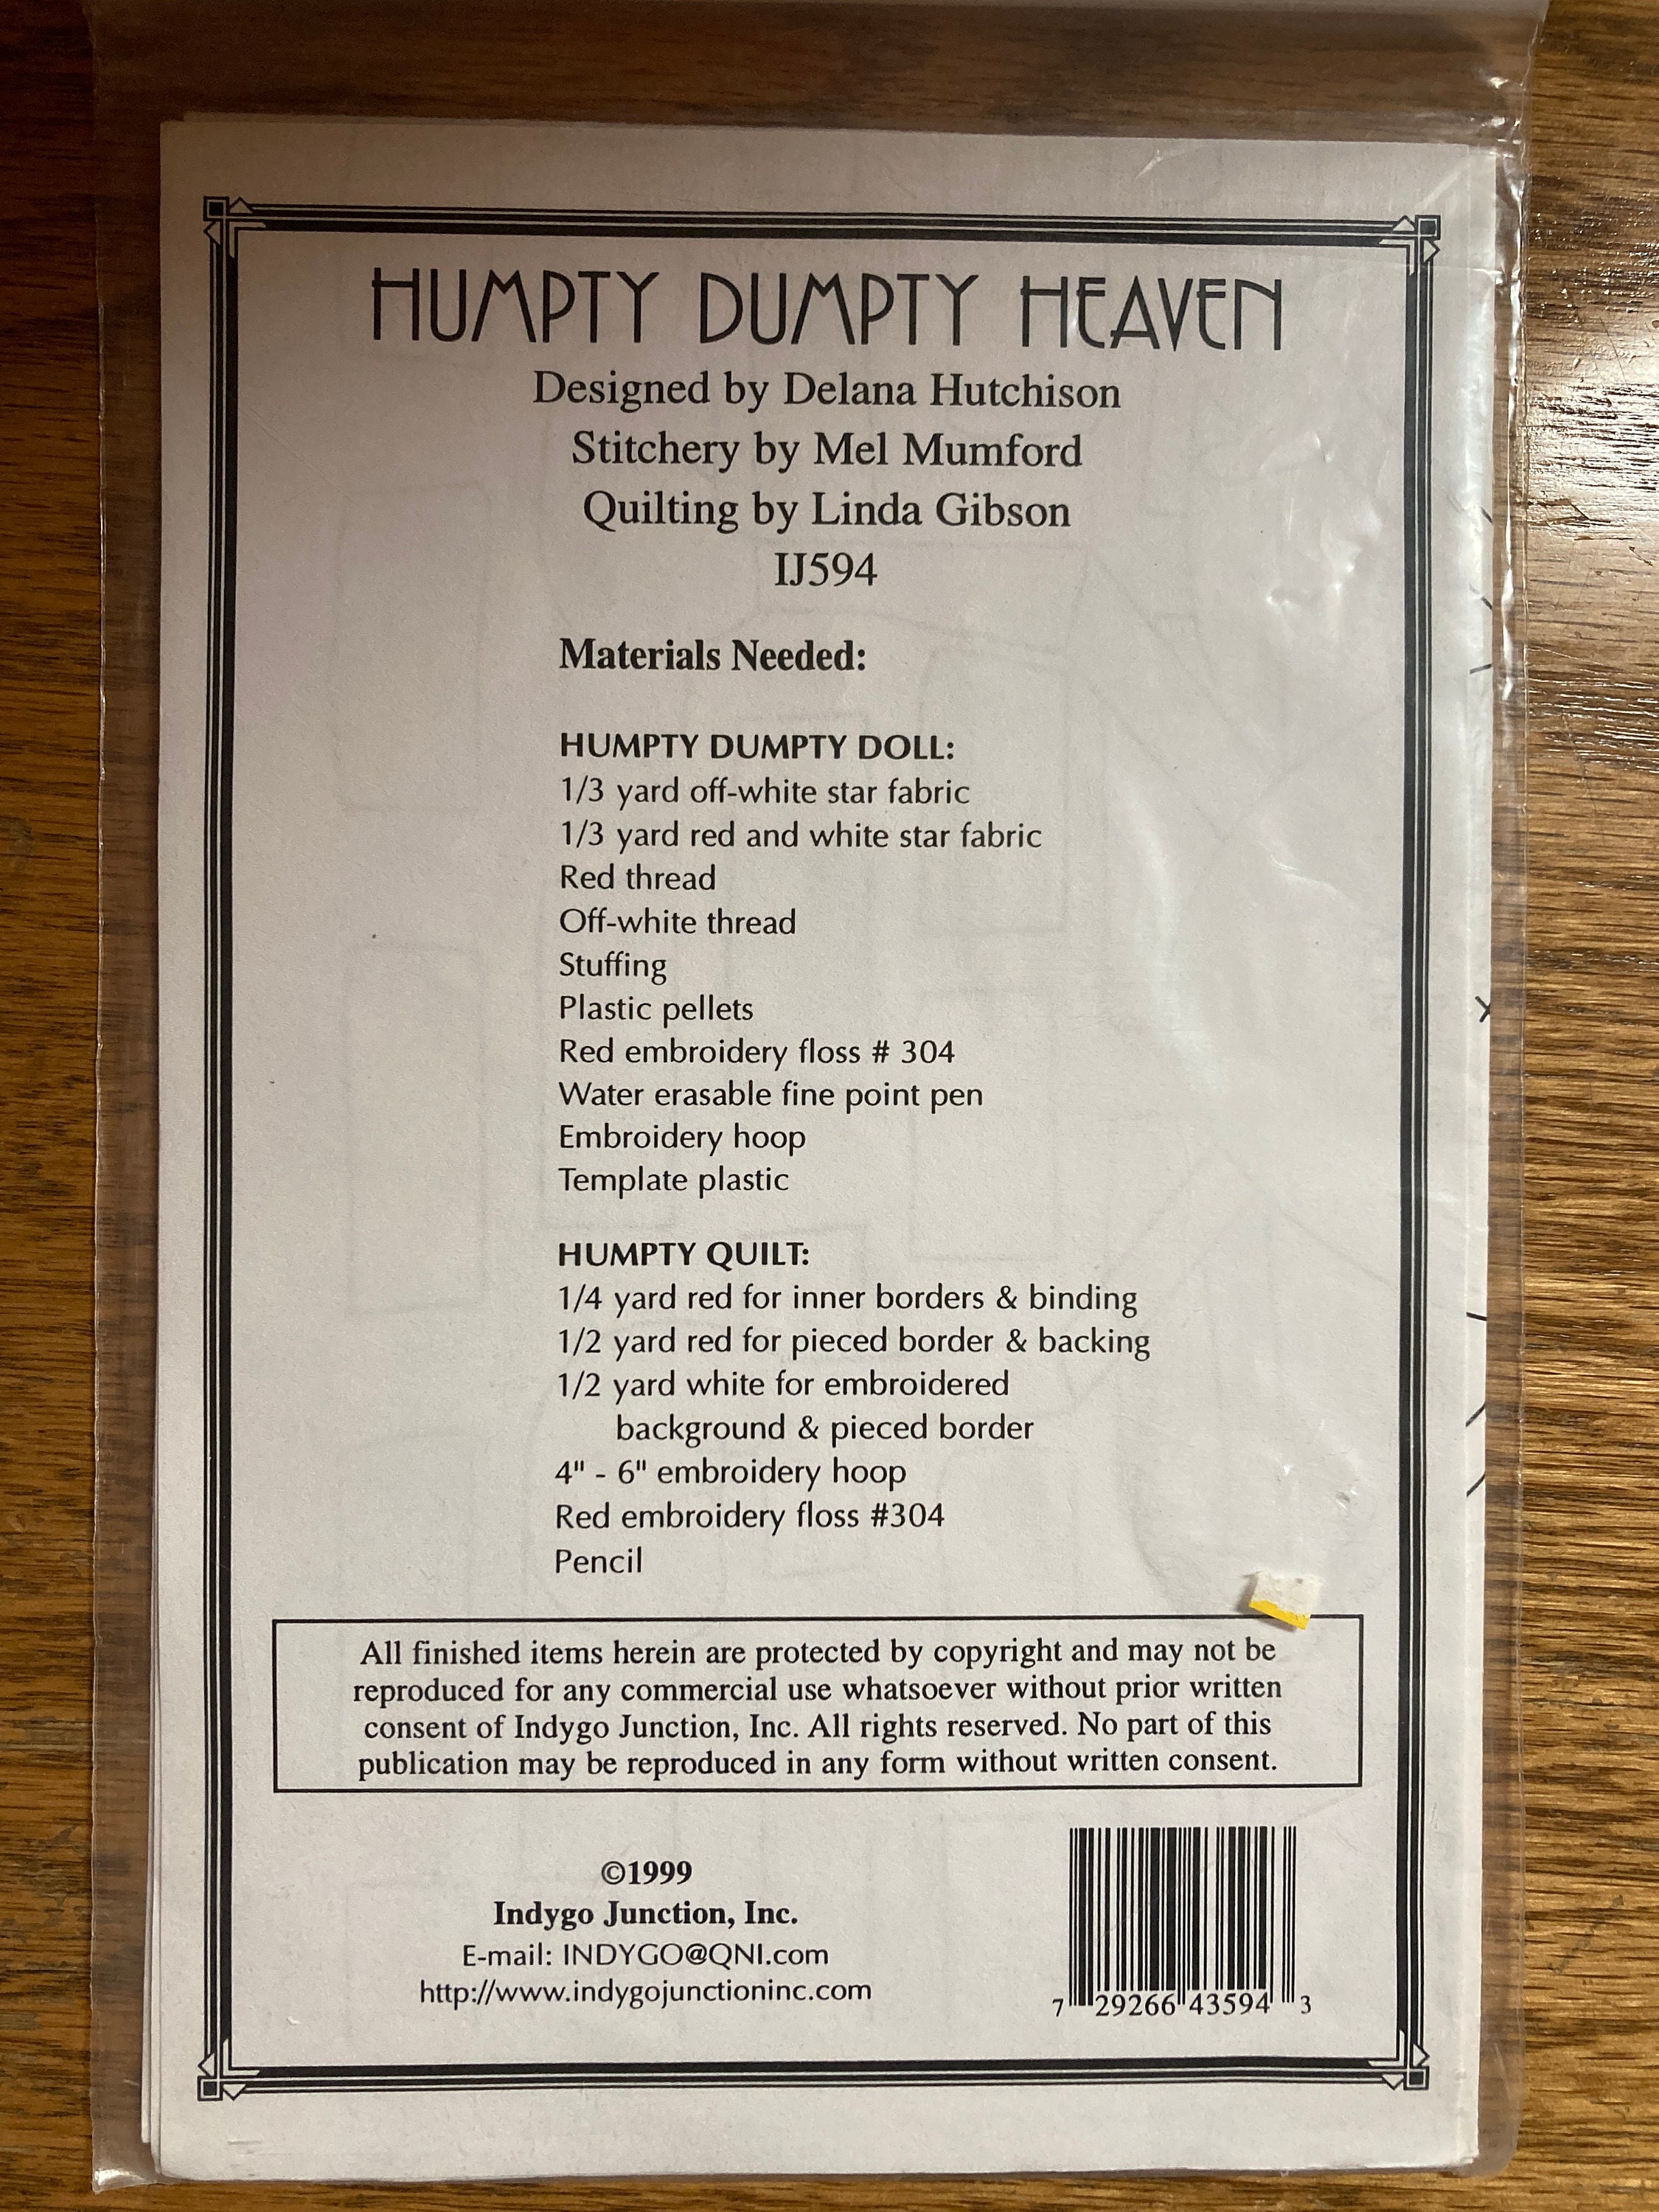 HUMPTY DUMPTY HEAVEN
Designed by Delana Hutchison
Stitchery by Mel Mumford
Quilting by Linda Gibson
IJ594
Materials Needed:
HUMPTY DUMPTY DOLL:
1/3 yard off-white star fabric
1/3 yard red and white star fabric
Red thread
Off-white thread
Stuffing
Plastic pellets
Red embroidery floss # 304
Water erasable fine point pen
Embroidery hoop
Template plastic
HUMPTY QUILT:
1/4 yard red for inner borders & binding
1/2 yard red for pieced border & backing
1/2 yard white for embroidered
background & pieced border
4" - 6" embroidery hoop
Red embroidery floss #304
Pencil
All finished items herein are protected by copyright and may not be
reproduced for any commercial use whatsoever without prior written
consent of Indygo Junction, Inc. All rights reserved. No part of this
publication may be reproduced in any form without written consent.
©1999
Indygo Junction, Inc.
E-mail: INDYGO@QNI.com
http://www.indygojunctioninc.com
7 29266 43594 3